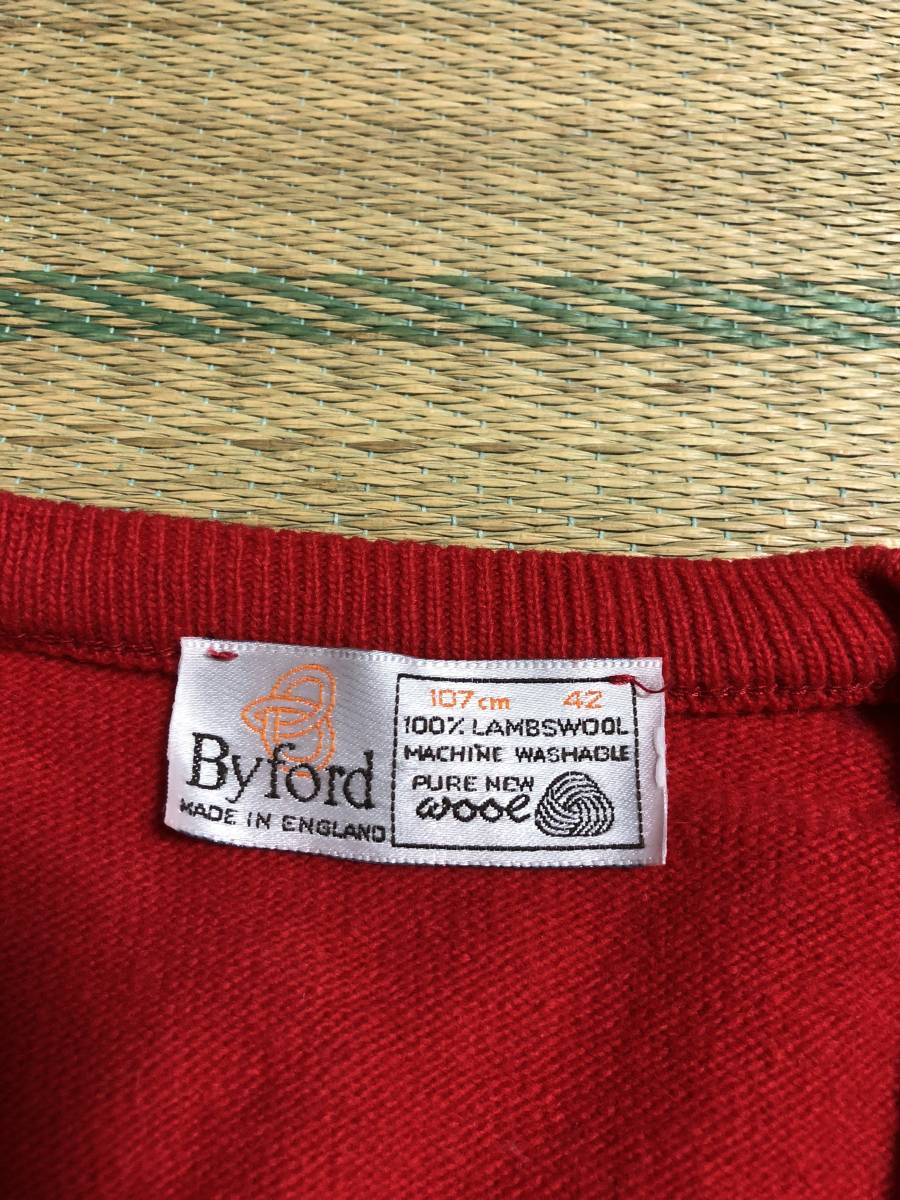 Byford
MADE IN ENGLAND
107cm 42
100% LAMBSWOOL
MACHINE WASHABLE
PURE NEW
wool